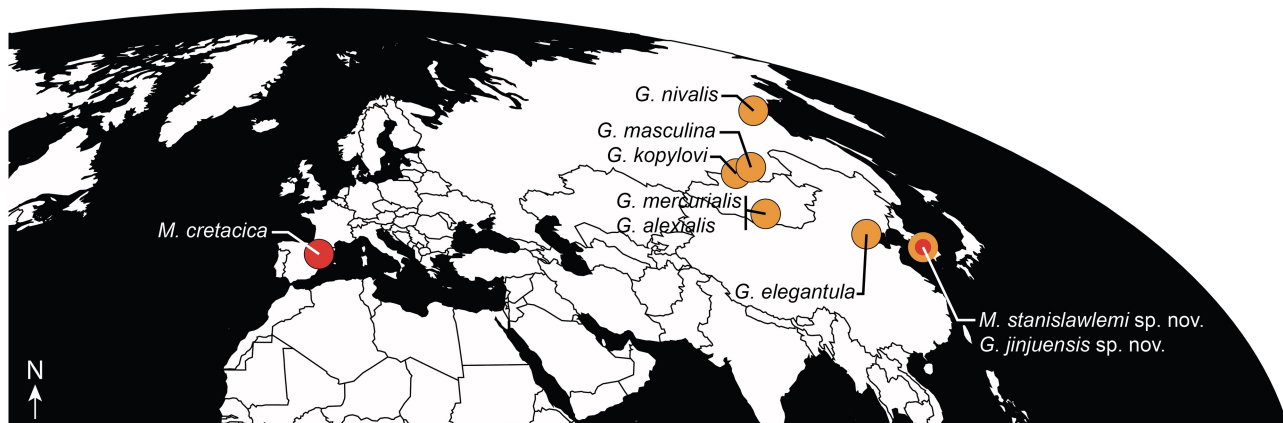 G. nivalis
G. masculina
G. kopylovi
G. mercurialis
G. alexialis
M. cretacica
G. elegantula
M. stanislawlemi sp. nov.
G. jinjuensis sp. nov.
N